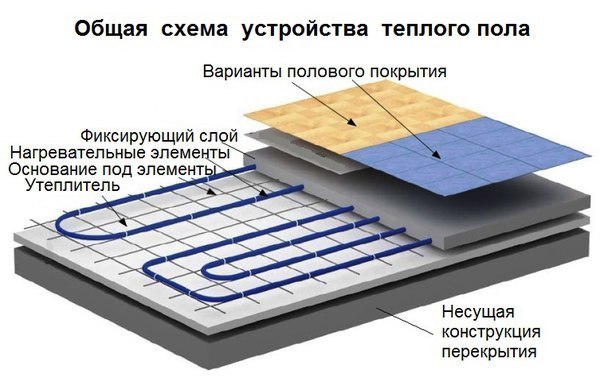 Общая схема устройства теплого пола
Варианты полового покрытия
Фиксирующий слой
Нагревательные элементы
Основание под элементы
Утеплитель
Несущая
конструкция
перекрытия